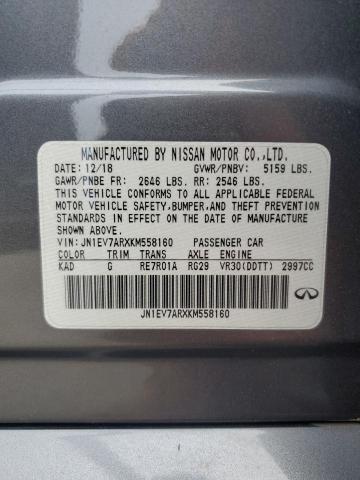 MANUFACTURED BY NISSAN MOTOR CO.,LTD.
DATE: 12/18 GVWR/PNBV: 5159 LBS.
GAWR/PNBE FR: 2646 LBS. RR: 2546 LBS.
THIS VEHICLE CONFORMS TO ALL APPLICABLE FEDERAL
MOTOR VEHICLE SAFETY,BUMPER,AND THEFT PREVENTION
STANDARDS IN EFFECT ON THE DATE OF MANUFACTURE
SHOWN ABOVE.
VIN: JN1EV7ARXKM558160 PASSENGER CAR
COLOR TRIM TRANS AXLE ENGINE
KAD G RE7R01A RG29 VR30(DDTT) 2997CC
JN1EV7ARXKM558160
INFINITI